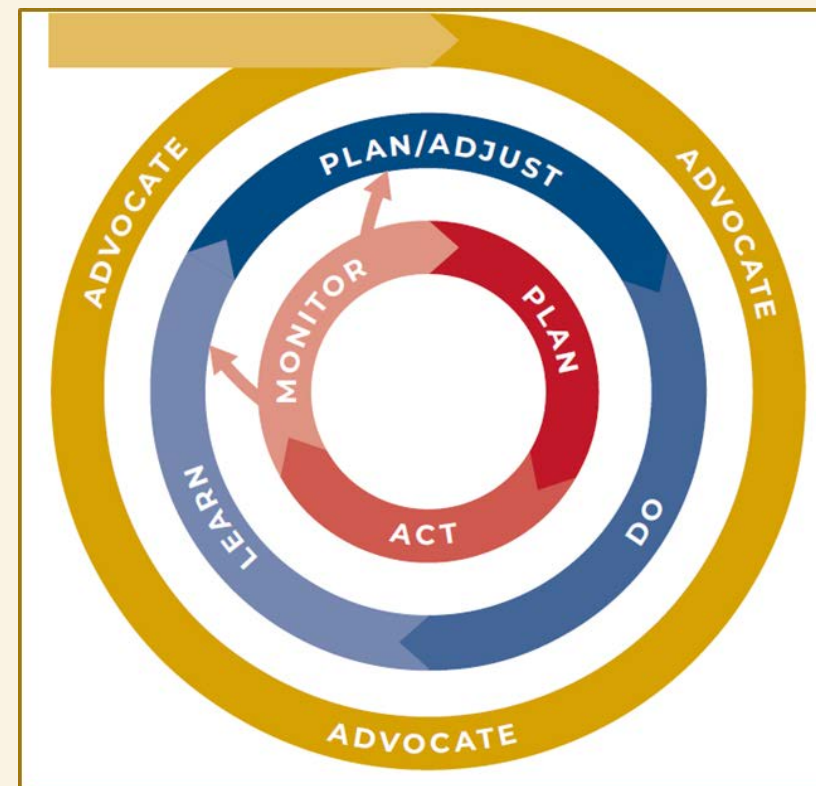 ADVOCATE
ADVOCATE
PLAN/ADJUST
DO
LEARN
MONITOR
PLAN
ACT
ADVOCATE